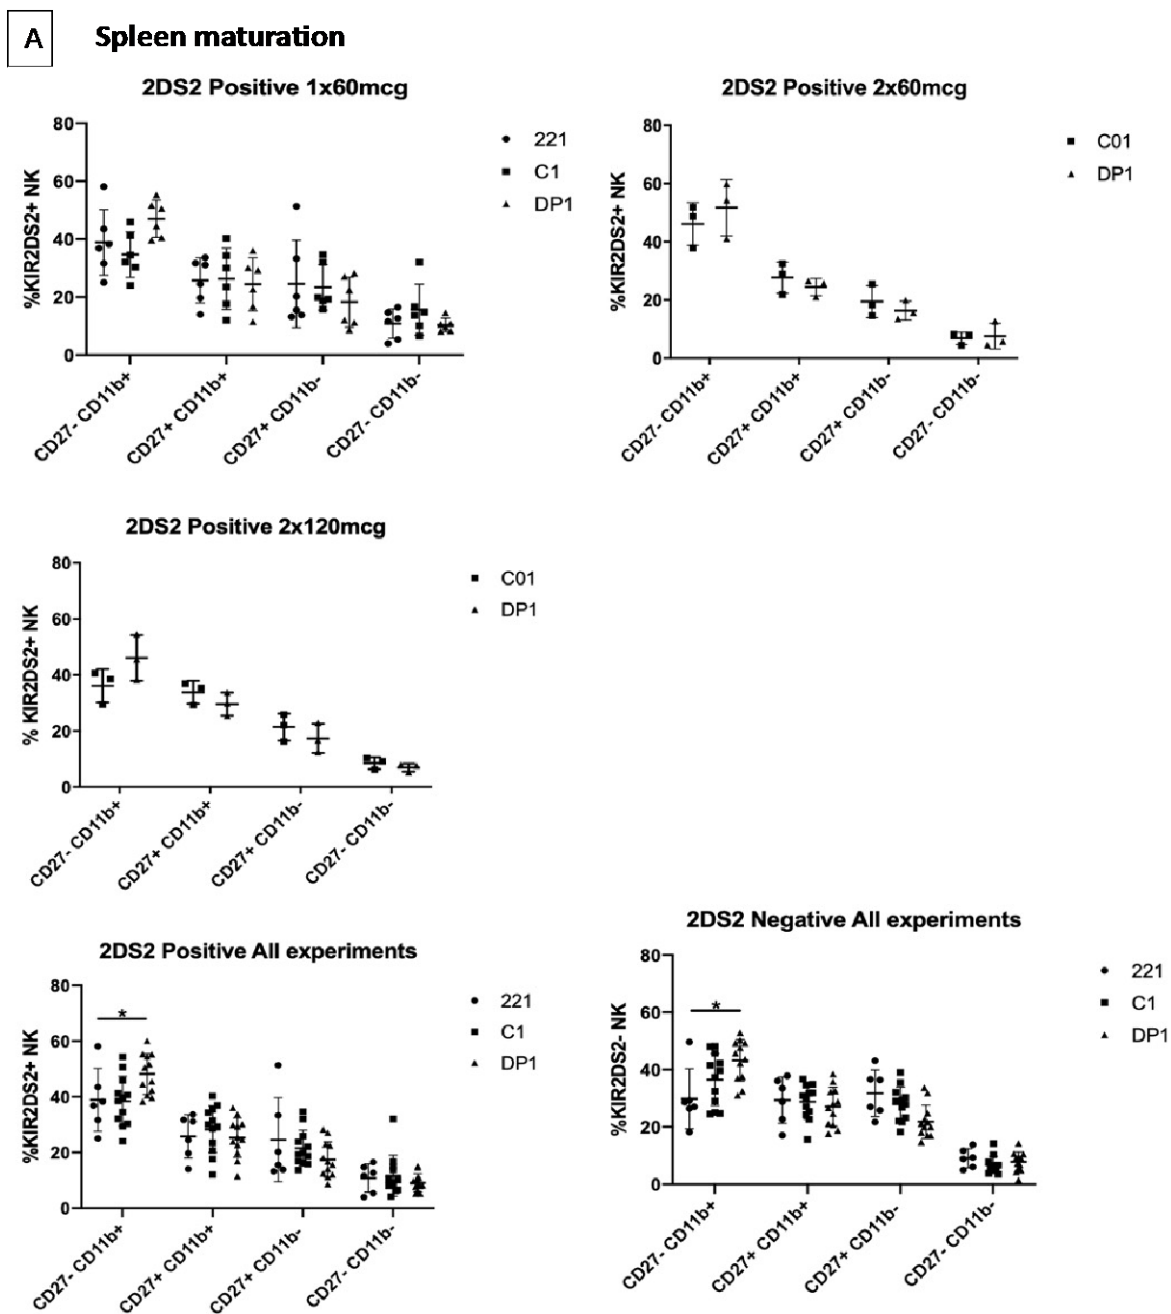 A
Spleen maturation
2DS2 Positive 1x60mcg
%KIR2DS2+ NK
80
60
40
20
0
CD27- CD11b+
CD27+ CD11b+
CD27+ CD11b-
CD27- CD11b-
221
C1
DP1
2DS2 Positive 2x60mcg
%KIR2DS2+ NK
80
60
40
20
0
CD27- CD11b+
CD27+ CD11b+
CD27+ CD11b-
CD27- CD11b-
C01
DP1
2DS2 Positive 2x120mcg
% KIR2DS2+ NK
80
60
40
20
0
CD27- CD11b+
CD27+ CD11b+
CD27+ CD11b-
CD27- CD11b-
C01
DP1
2DS2 Positive All experiments
%KIR2DS2+ NK
80
60
40
20
0
*
CD27- CD11b+
CD27+ CD11b+
CD27+ CD11b-
CD27- CD11b-
221
C1
DP1
2DS2 Negative All experiments
%KIR2DS2- NK
80
60
40
20
0
*
CD27- CD11b+
CD27+ CD11b+
CD27+ CD11b-
CD27- CD11b-
221
C1
DP1